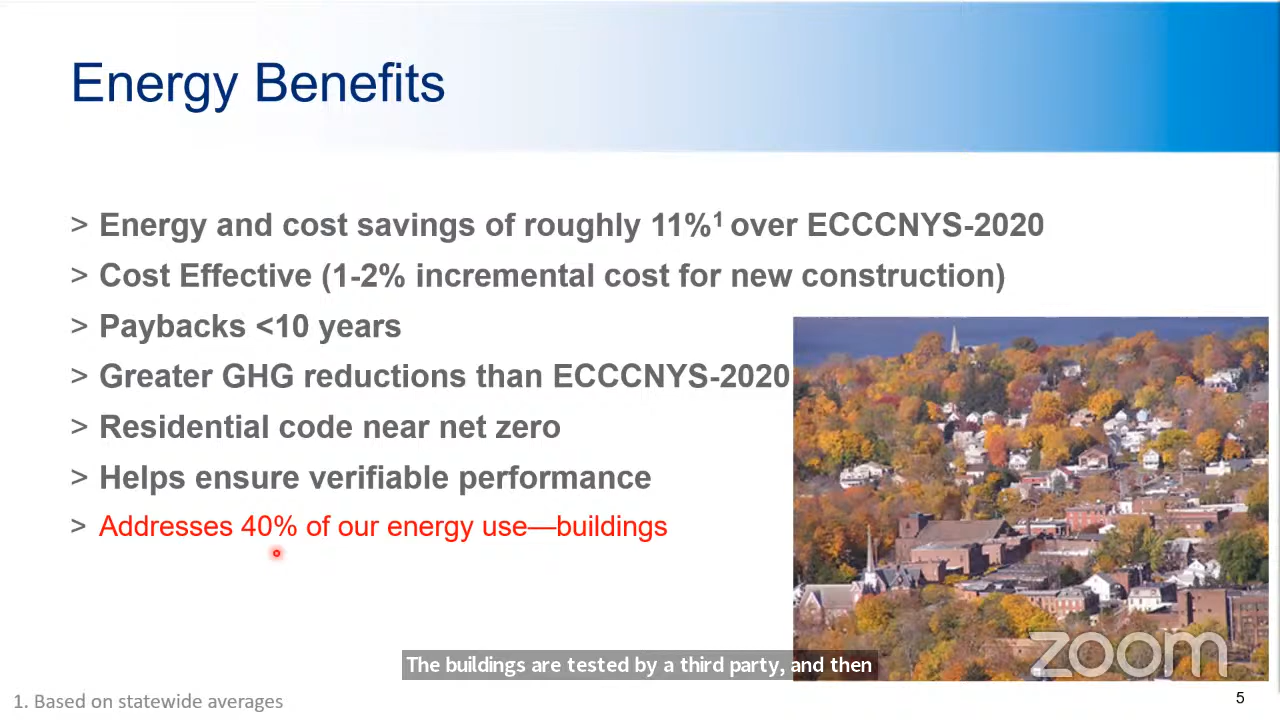 Energy Benefits
> Energy and cost savings of roughly 11%¹ over ECCCNYS-2020
> Cost Effective (1-2% incremental cost for new construction)
> Paybacks <10 years
> Greater GHG reductions than ECCCNYS-2020
> Residential code near net zero
> Helps ensure verifiable performance
> Addresses 40% of our energy use—buildings
zoom
The buildings are tested by a third party, and then
1. Based on statewide averages
5